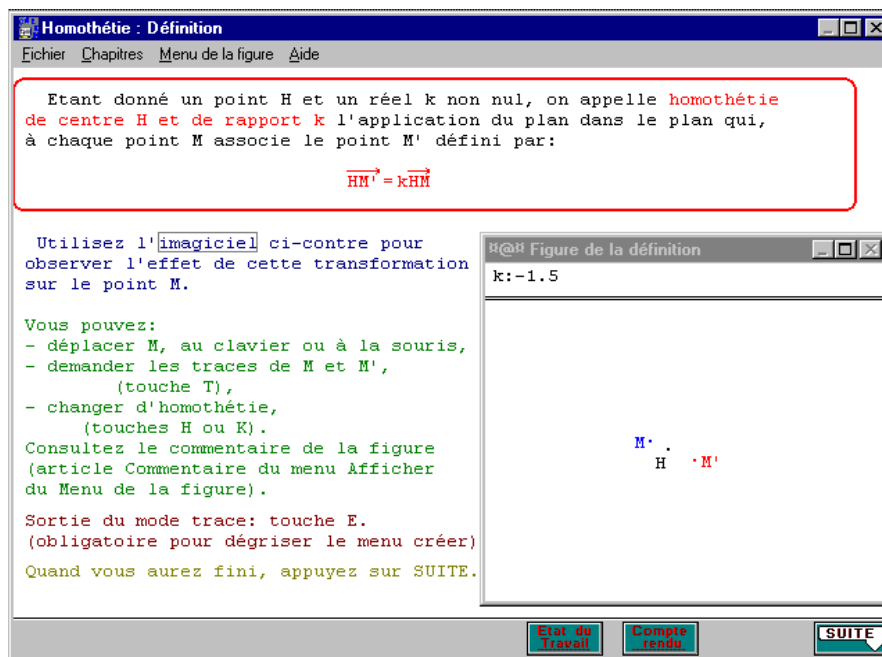 Homothétie : Définition
Fichier Chapitres Menu de la figure Aide
Etant donné un point H et un réel k non nul, on appelle homothétie
de centre H et de rapport k l'application du plan dans le plan qui,
à chaque point M associe le point M' défini par:
HM' = kHM
Utilisez l'imagiciel ci-contre pour
observer l'effet de cette transformation
sur le point M.
Vous pouvez:
- déplacer M, au clavier ou à la souris,
- demander les traces de M et M',
(touche T),
- changer d'homothétie,
(touches H ou K).
Consultez le commentaire de la figure
(article Commentaire du menu Afficher
du Menu de la figure).
Sortie du mode trace: touche E.
(obligatoire pour dégriser le menu créer)
Quand vous aurez fini, appuyez sur SUITE.
¤@¤ Figure de la définition
k:-1.5
M
H
M'
Etat du
Travail
Compte
rendu
SUITE